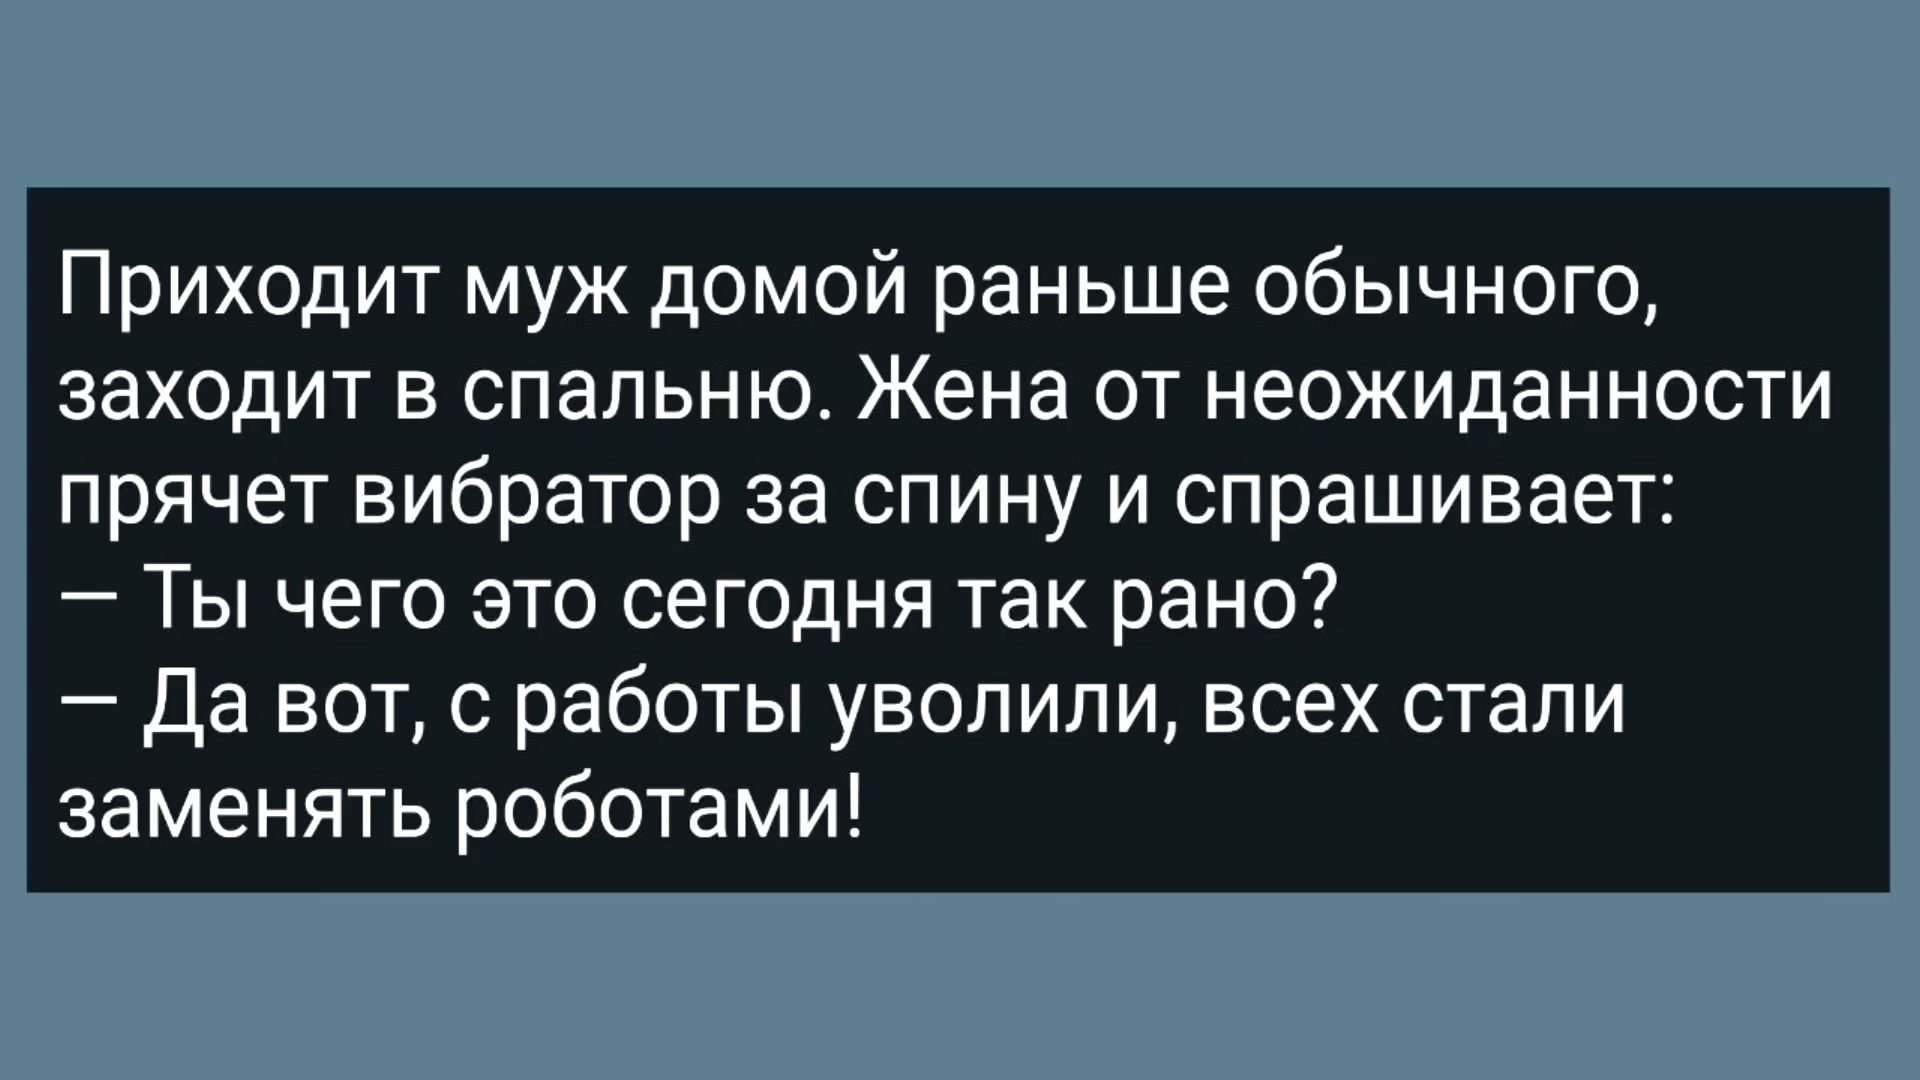 Приходит муж домой раньше обычного,
заходит в спальню. Жена от неожиданности
прячет вибратор за спину и спрашивает:
— Ты чего это сегодня так рано?
— Да вот, с работы уволили, всех стали
заменять роботами!